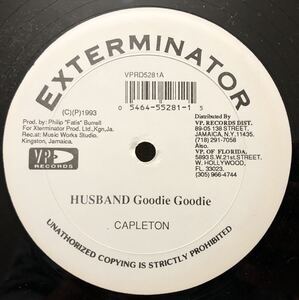 EXTERMINATOR
VPRD5281A
0 54645-55281-1 5
(C)(P)1993
Prod. by: Philip "Fatis" Burrell
For Xterminator Prod. Ltd.,Kgn,Ja.
Rec.at: Music Works Studio.
Kingston, Jamaica.
Distributed By
VP. RECORDS DIST.
89-05 138 STREET,
JAMAICA, N.Y,11435.
(718) 291-7058
Also,
VP. OF FLORIDA.
5893 S.W.21st.STREET
W. HOLLYWOOD,
FL. 33023.
(305) 966-4744
VP
RECORDS
HUSBAND Goodie Goodie
CAPLETON
UNAUTHORIZED COPYING IS STRICTLY PROHIBITED